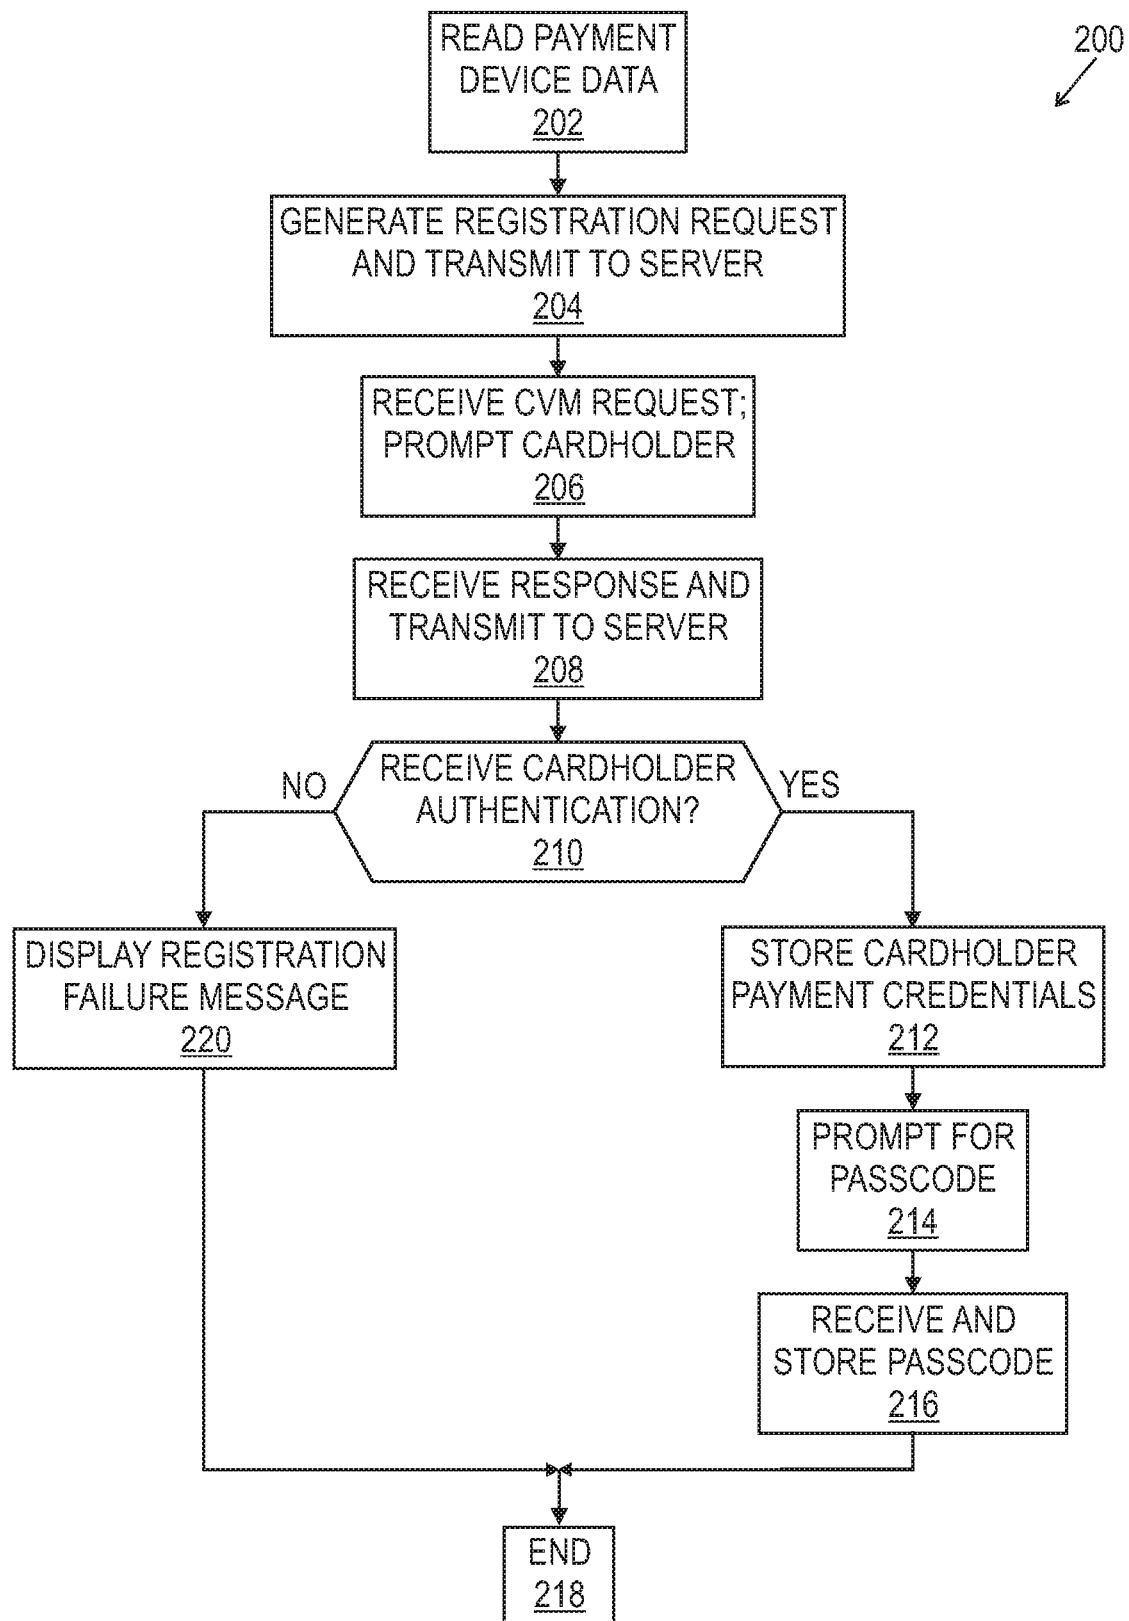 READ PAYMENT
DEVICE DATA
202
200
GENERATE REGISTRATION REQUEST
AND TRANSMIT TO SERVER
204
RECEIVE CVM REQUEST;
PROMPT CARDHOLDER
206
RECEIVE RESPONSE AND
TRANSMIT TO SERVER
208
RECEIVE CARDHOLDER
AUTHENTICATION?
210
NO
YES
DISPLAY REGISTRATION
FAILURE MESSAGE
220
STORE CARDHOLDER
PAYMENT CREDENTIALS
212
PROMPT FOR
PASSCODE
214
RECEIVE AND
STORE PASSCODE
216
END
218